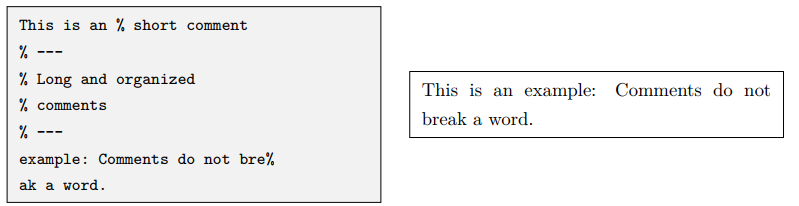 This is an % short comment
% ---
% Long and organized
% comments
% ---
example: Comments do not bre%
ak a word.
This is an example: Comments do not
break a word.